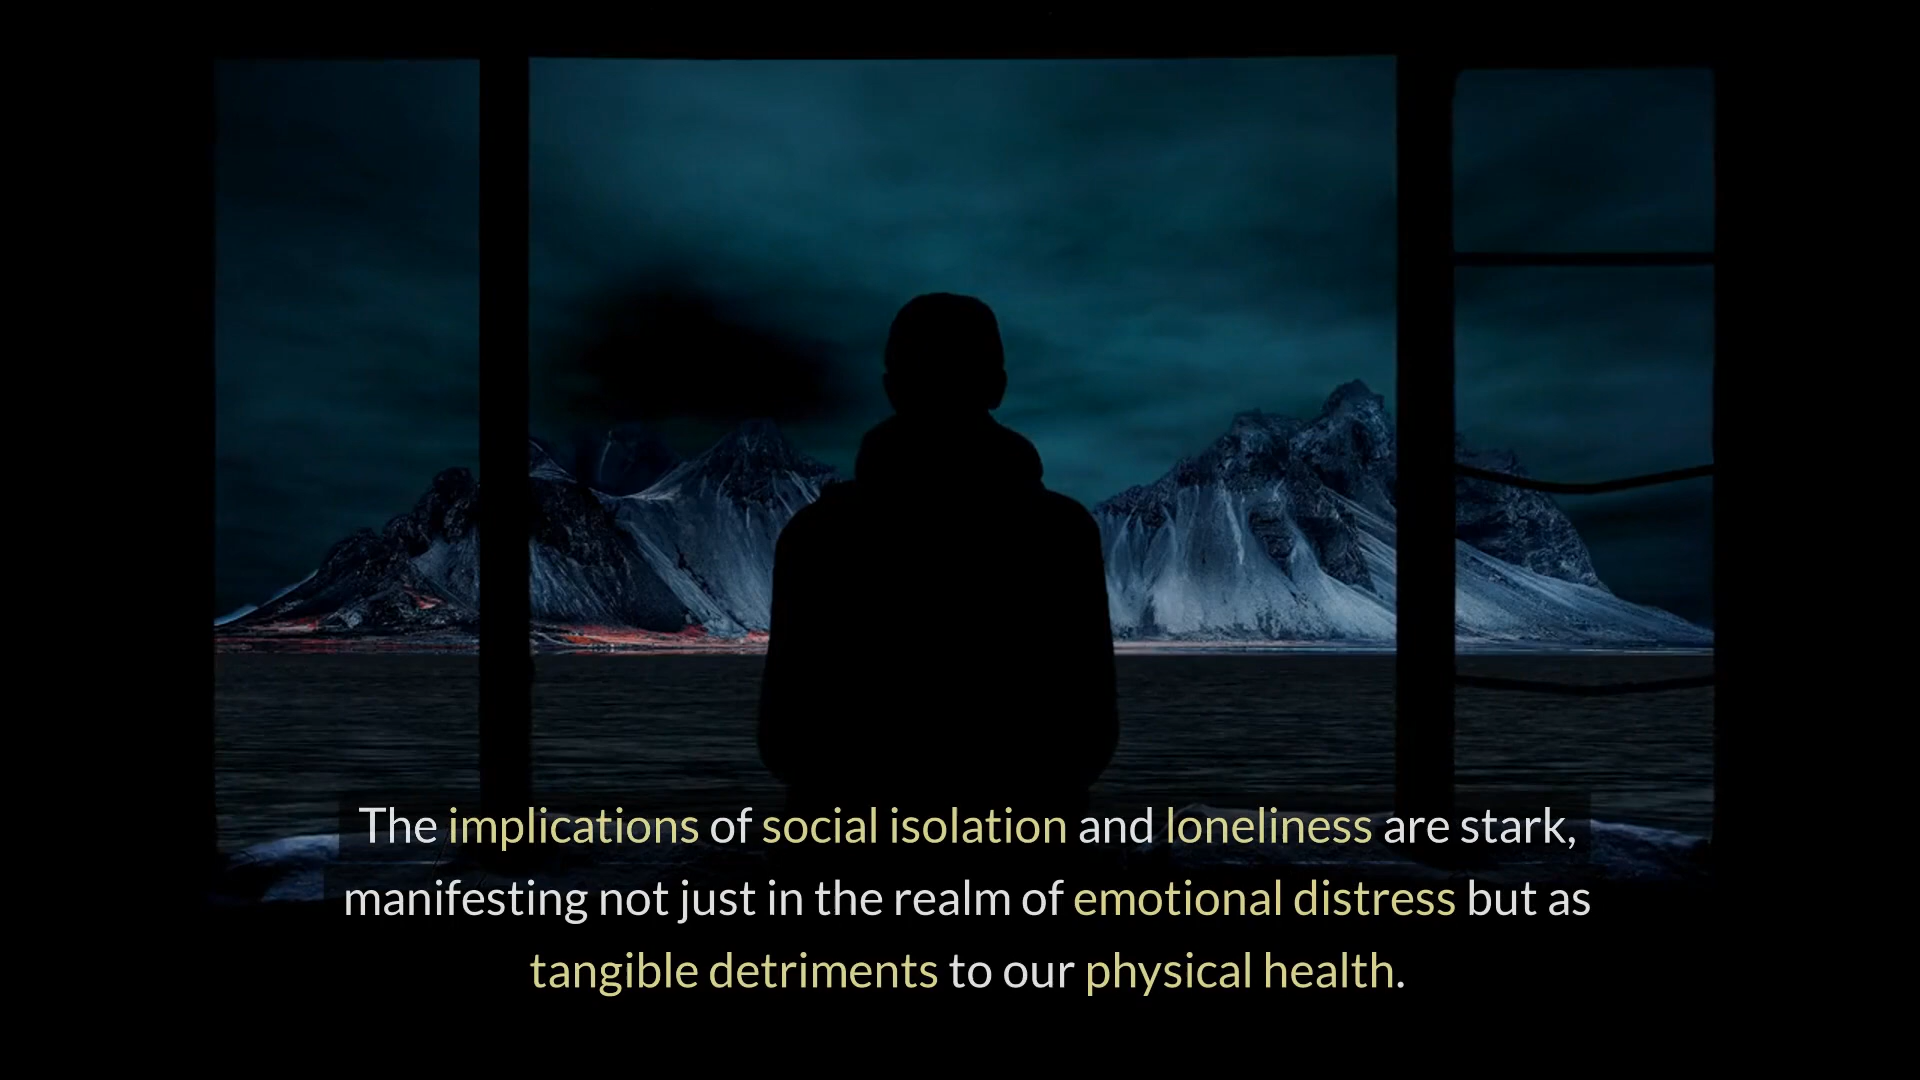 The implications of social isolation and loneliness are stark,
manifesting not just in the realm of emotional distress but as
tangible detriments to our physical health.